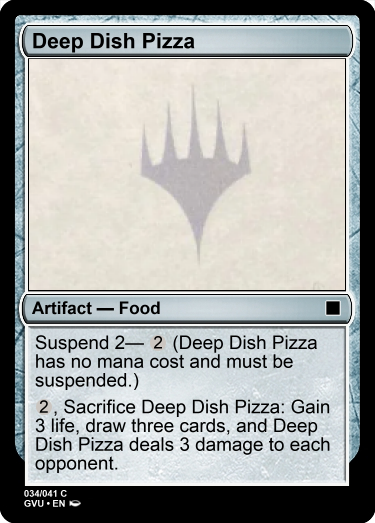 Deep Dish Pizza
Artifact — Food
Suspend 2— 2 (Deep Dish Pizza
has no mana cost and must be
suspended.)
2, Sacrifice Deep Dish Pizza: Gain
3 life, draw three cards, and Deep
Dish Pizza deals 3 damage to each
opponent.
034/041 C
GVU • EN